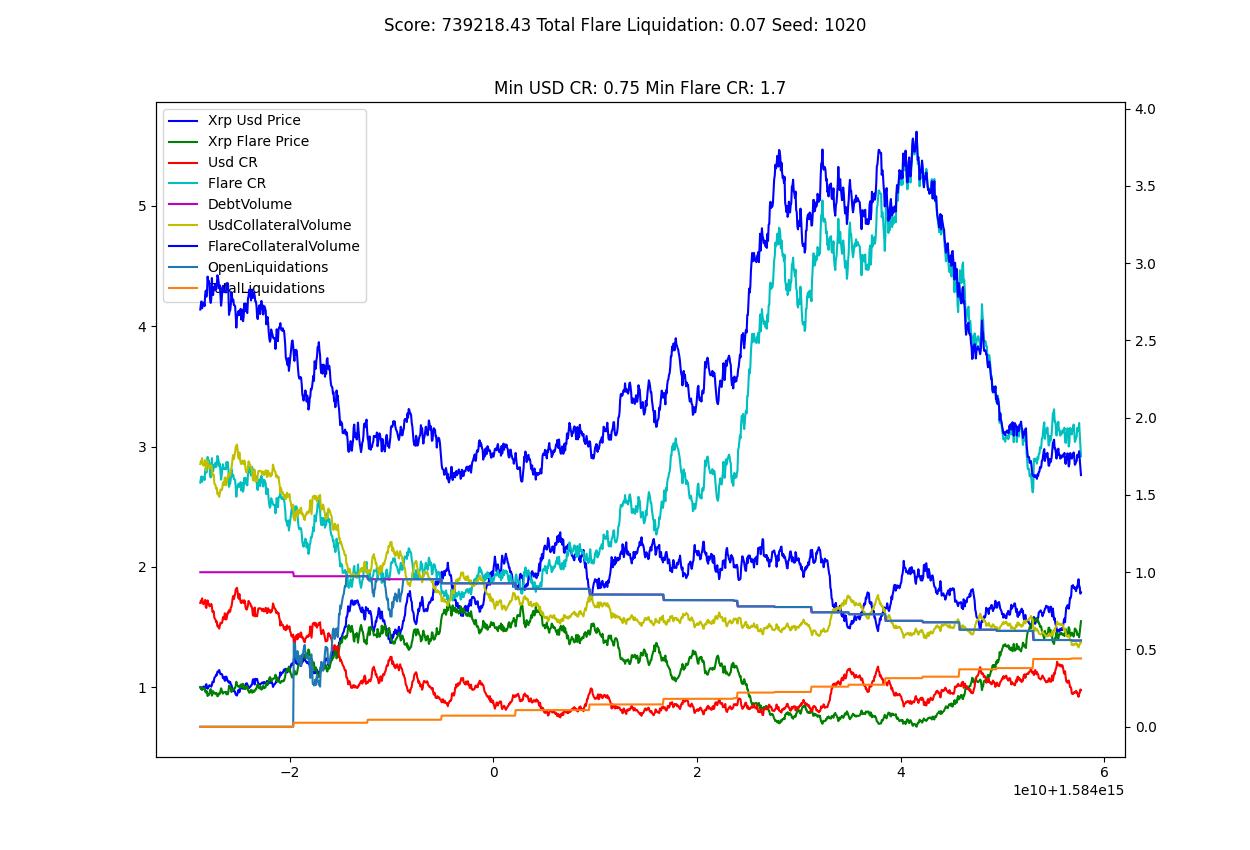 Score: 739218.43 Total Flare Liquidation: 0.07 Seed: 1020
Min USD CR: 0.75 Min Flare CR: 1.7
Xrp Usd Price
Xrp Flare Price
Usd CR
Flare CR
DebtVolume
UsdCollateralVolume
FlareCollateralVolume
OpenLiquidations
TotalLiquidations
5
4
3
2
1
4.0
3.5
3.0
2.5
2.0
1.5
1.0
0.5
0.0
−2 0 2 4 6
1e10+1.584e15